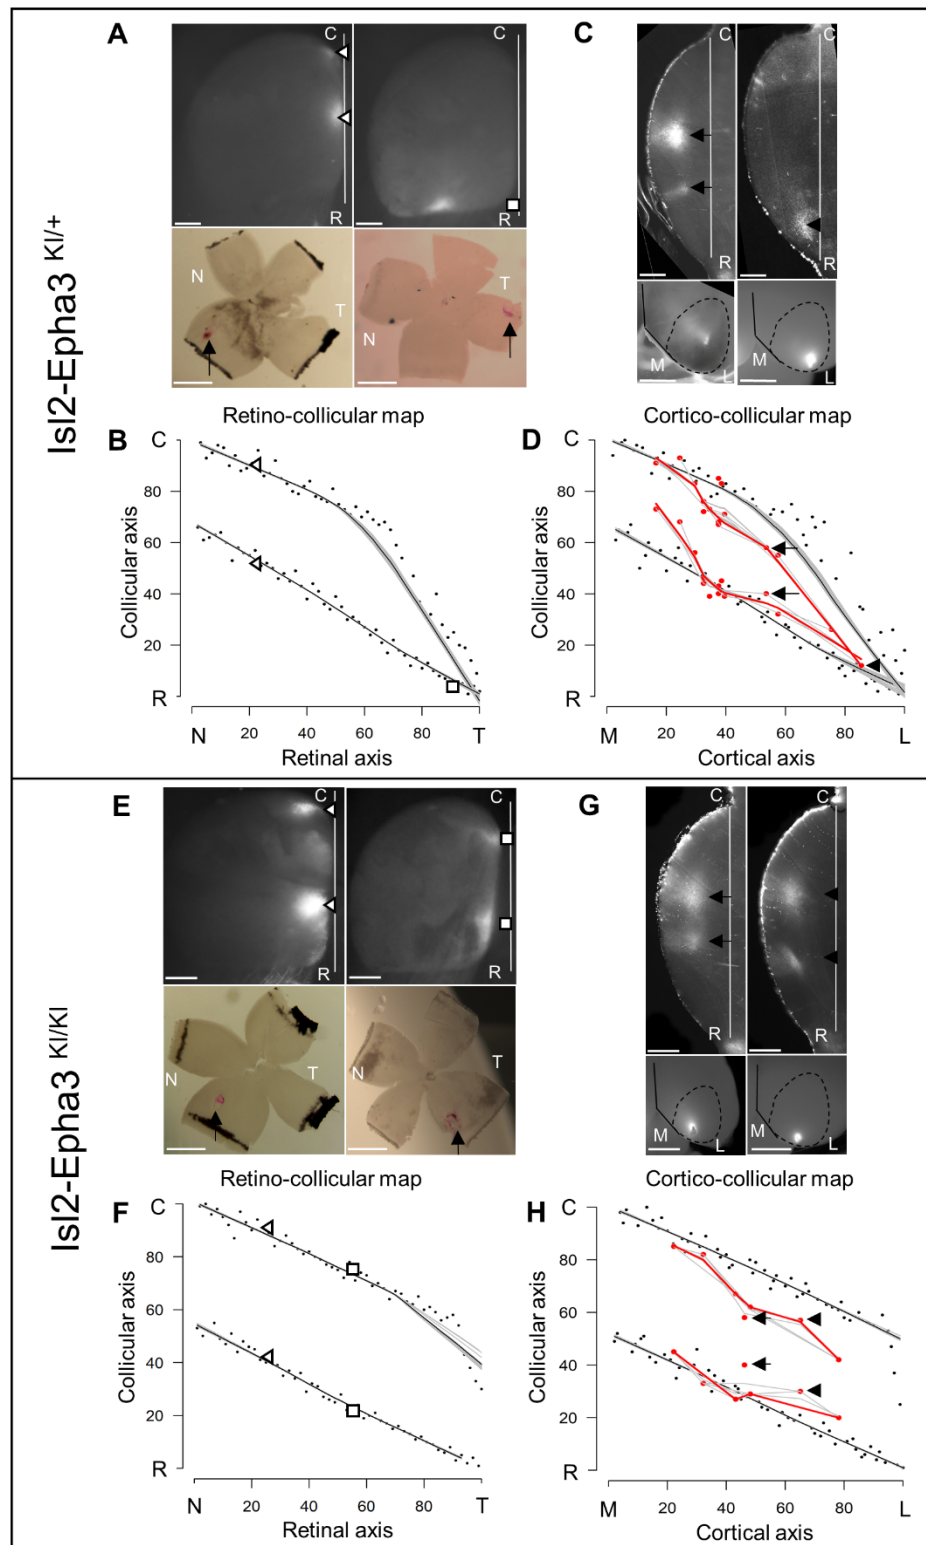 Isl2-Epha3 KI/+
A
C
R
C
R
N
T
N
T
C
C
R
C
R
M
L
M
L
Retino-collicular map
B
C
80
60
40
20
R
Collicular axis
N
20
40
60
80
T
Retinal axis
Cortico-collicular map
D
C
80
60
40
20
R
Collicular axis
M
20
40
60
80
L
Cortical axis
Isl2-Epha3 KI/KI
E
C
R
C
R
N
T
N
T
G
C
R
C
R
M
L
M
L
Retino-collicular map
F
C
80
60
40
20
R
Collicular axis
N
20
40
60
80
T
Retinal axis
Cortico-collicular map
H
C
80
60
40
20
R
Collicular axis
M
20
40
60
80
L
Cortical axis